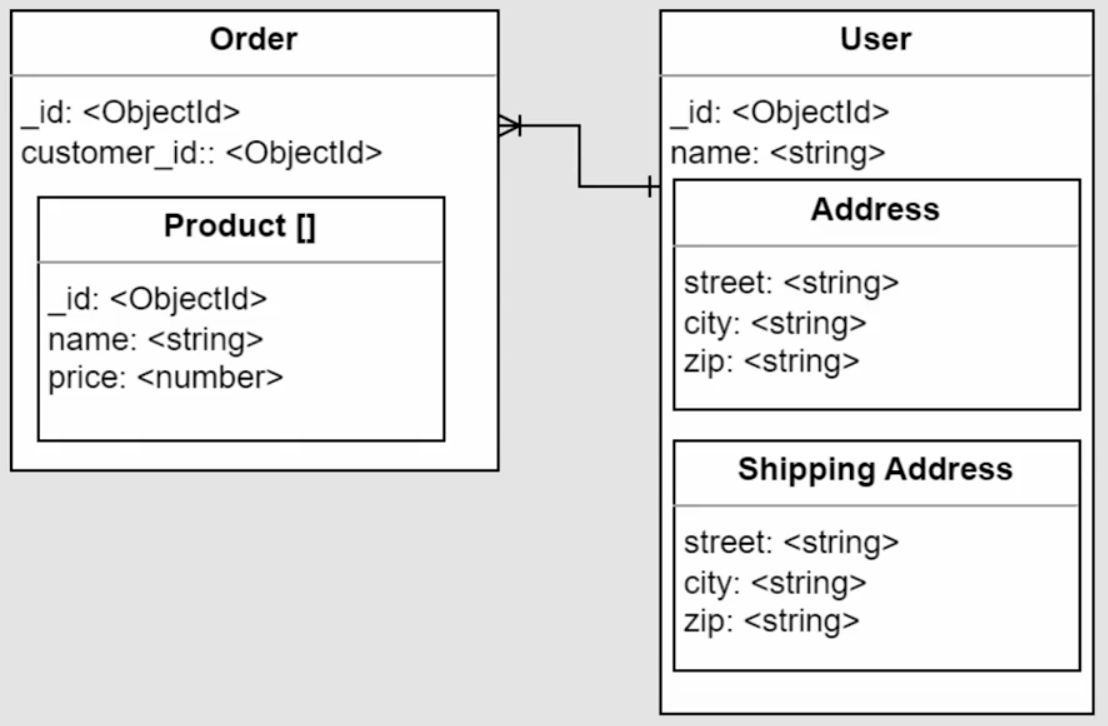 Order
_id: <ObjectId>
customer_id:: <ObjectId>
Product []
_id: <ObjectId>
name: <string>
price: <number>
User
_id: <ObjectId>
name: <string>
Address
street: <string>
city: <string>
zip: <string>
Shipping Address
street: <string>
city: <string>
zip: <string>